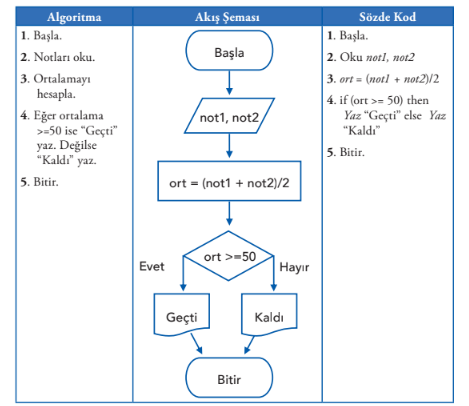 Algoritma
1. Başla.
2. Notları oku.
3. Ortalamayı
hesapla.
4. Eğer ortalama
>=50 ise “Geçti”
yaz. Değilse
“Kaldı” yaz.
5. Bitir.
Akış Şeması
Başla
not1, not2
ort = (not1 + not2)/2
ort >=50
Evet
Hayır
Geçti
Kaldı
Bitir
Sözde Kod
1. Başla.
2. Oku not1, not2
3. ort = (not1 + not2)/2
4. if (ort >= 50) then
Yaz “Geçti” else Yaz
“Kaldı”
5. Bitir.